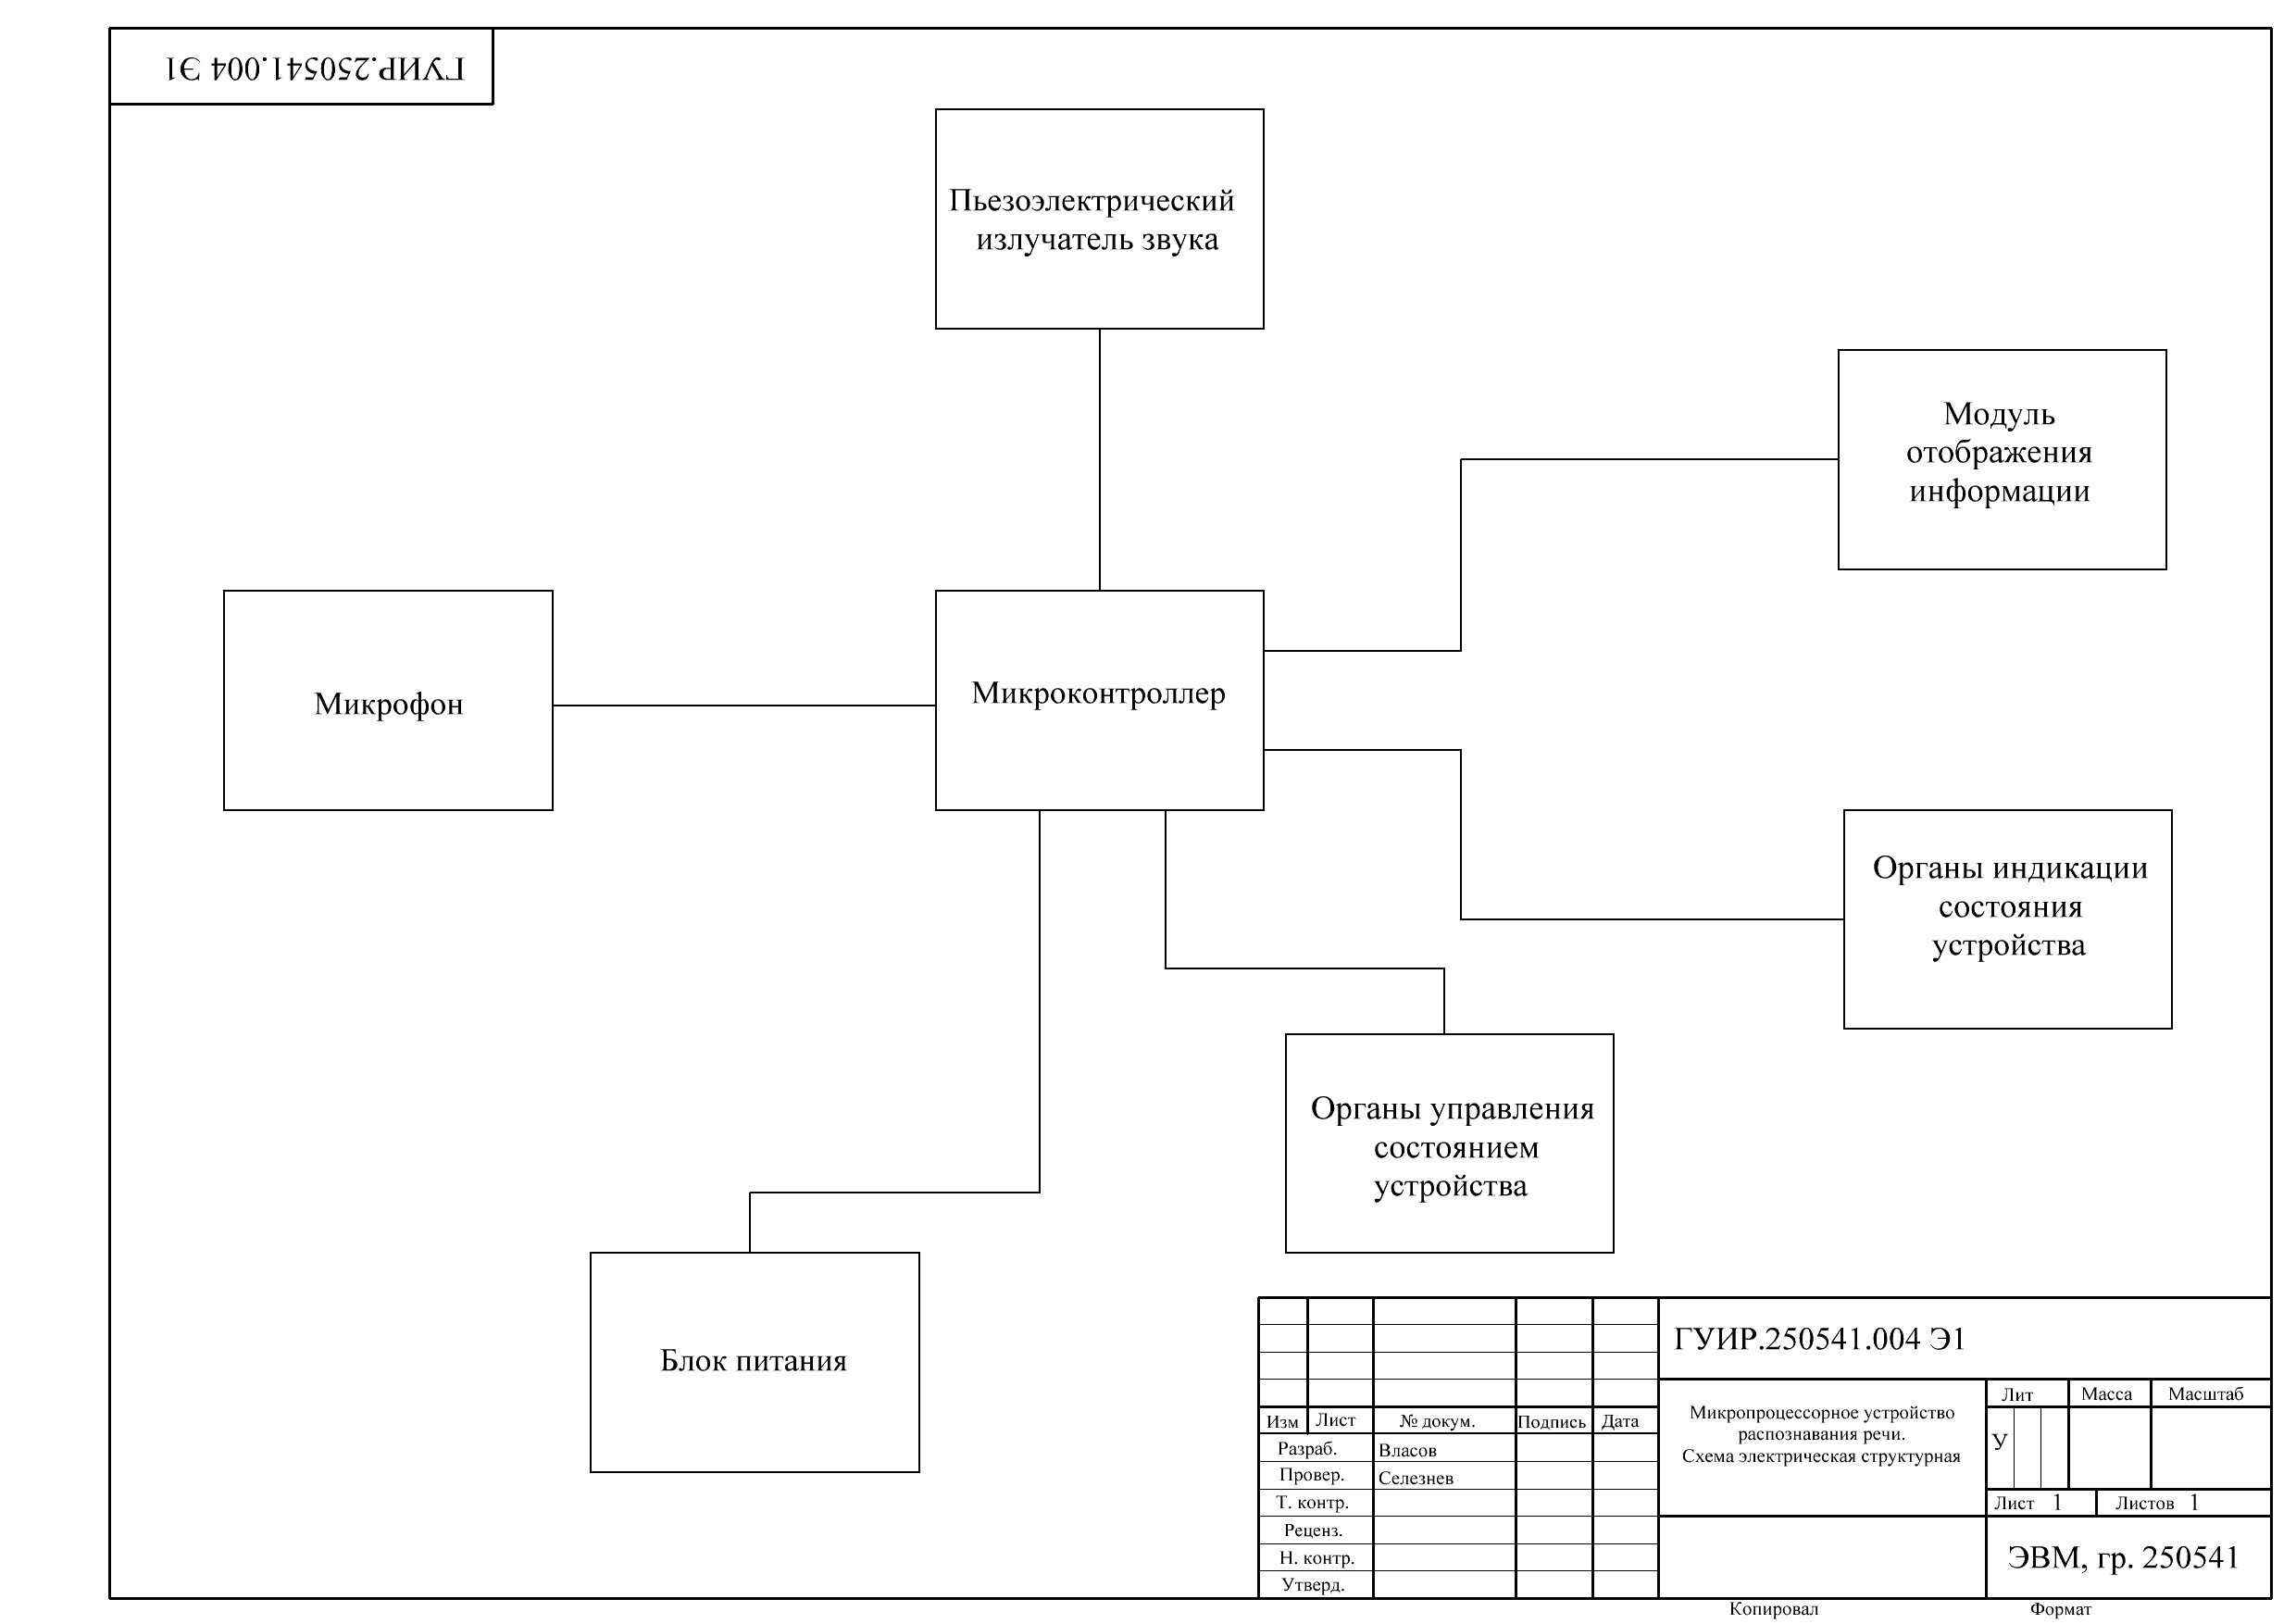 ГУИР.250541.004 Э1
Пьезоэлектрический
излучатель звука
Модуль
отображения
информации
Микрофон
Микроконтроллер
Органы индикации
состояния
устройства
Органы управления
состоянием
устройства
Блок питания
ГУИР.250541.004 Э1
Микропроцессорное устройство
распознавания речи.
Схема электрическая структурная
Лит Масса Масштаб
У
Лист 1 Листов 1
Изм Лист № докум. Подпись Дата
Разраб. Власов
Провер. Селезнев
Т. контр.
Реценз.
Н. контр.
Утверд.
ЭВМ, гр. 250541
Копировал Формат